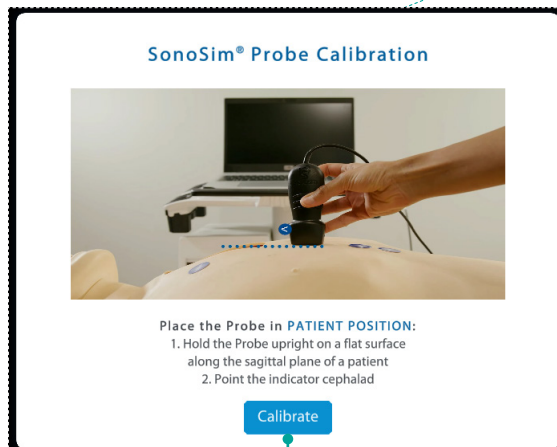 SonoSim® Probe Calibration
Place the Probe in PATIENT POSITION:
1. Hold the Probe upright on a flat surface
along the sagittal plane of a patient
2. Point the indicator cephalad
Calibrate